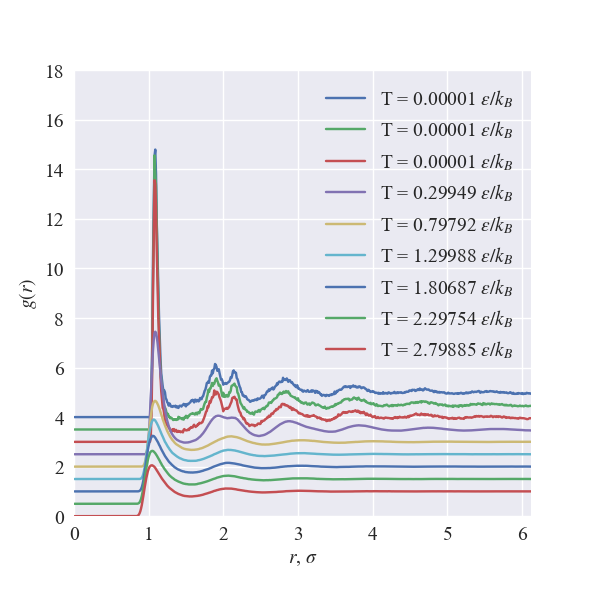 18
16
14
12
10
8
6
4
2
0
g(r)
T = 0.00001 ε/k_B
T = 0.00001 ε/k_B
T = 0.00001 ε/k_B
T = 0.29949 ε/k_B
T = 0.79792 ε/k_B
T = 1.29988 ε/k_B
T = 1.80687 ε/k_B
T = 2.29754 ε/k_B
T = 2.79885 ε/k_B
0 1 2 3 4 5 6
r, σ